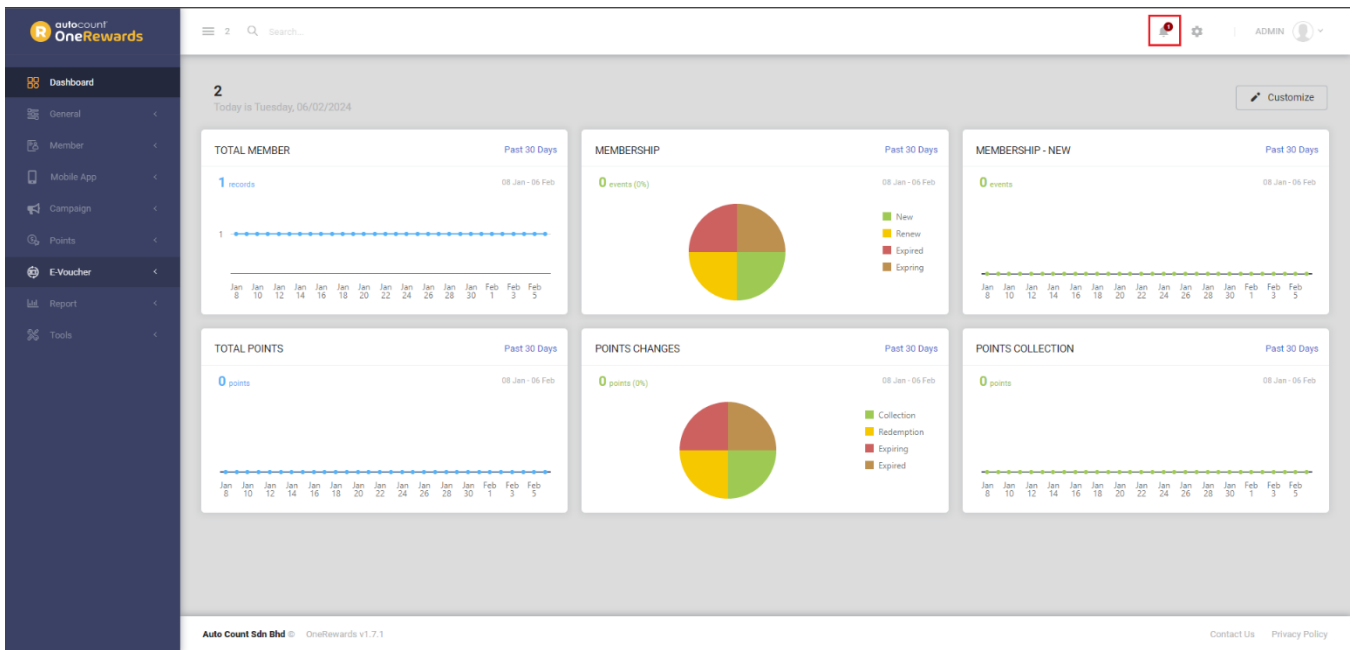 R autocount
OneRewards
2 Search...
1
ADMIN
Dashboard
General
Member
Mobile App
Campaign
Points
E-Voucher
Report
Tools
2
Today is Tuesday, 06/02/2024
Customize
TOTAL MEMBER Past 30 Days
1 records 08 Jan - 06 Feb
1
Jan Jan Jan Jan Jan Jan Jan Jan Jan Jan Jan Jan Feb Feb Feb
8 10 12 14 16 18 20 22 24 26 28 30 1 3 5
MEMBERSHIP Past 30 Days
0 events (0%) 08 Jan - 06 Feb
New
Renew
Expired
Expring
MEMBERSHIP - NEW Past 30 Days
0 events 08 Jan - 06 Feb
Jan Jan Jan Jan Jan Jan Jan Jan Jan Jan Jan Jan Feb Feb Feb
8 10 12 14 16 18 20 22 24 26 28 30 1 3 5
TOTAL POINTS Past 30 Days
0 points 08 Jan - 06 Feb
Jan Jan Jan Jan Jan Jan Jan Jan Jan Jan Jan Jan Feb Feb Feb
8 10 12 14 16 18 20 22 24 26 28 30 1 3 5
POINTS CHANGES Past 30 Days
0 points (0%) 08 Jan - 06 Feb
Collection
Redemption
Expiring
Expired
POINTS COLLECTION Past 30 Days
0 points 08 Jan - 06 Feb
Jan Jan Jan Jan Jan Jan Jan Jan Jan Jan Jan Jan Feb Feb Feb
8 10 12 14 16 18 20 22 24 26 28 30 1 3 5
Auto Count Sdn Bhd © OneRewards v1.7.1
Contact Us Privacy Policy